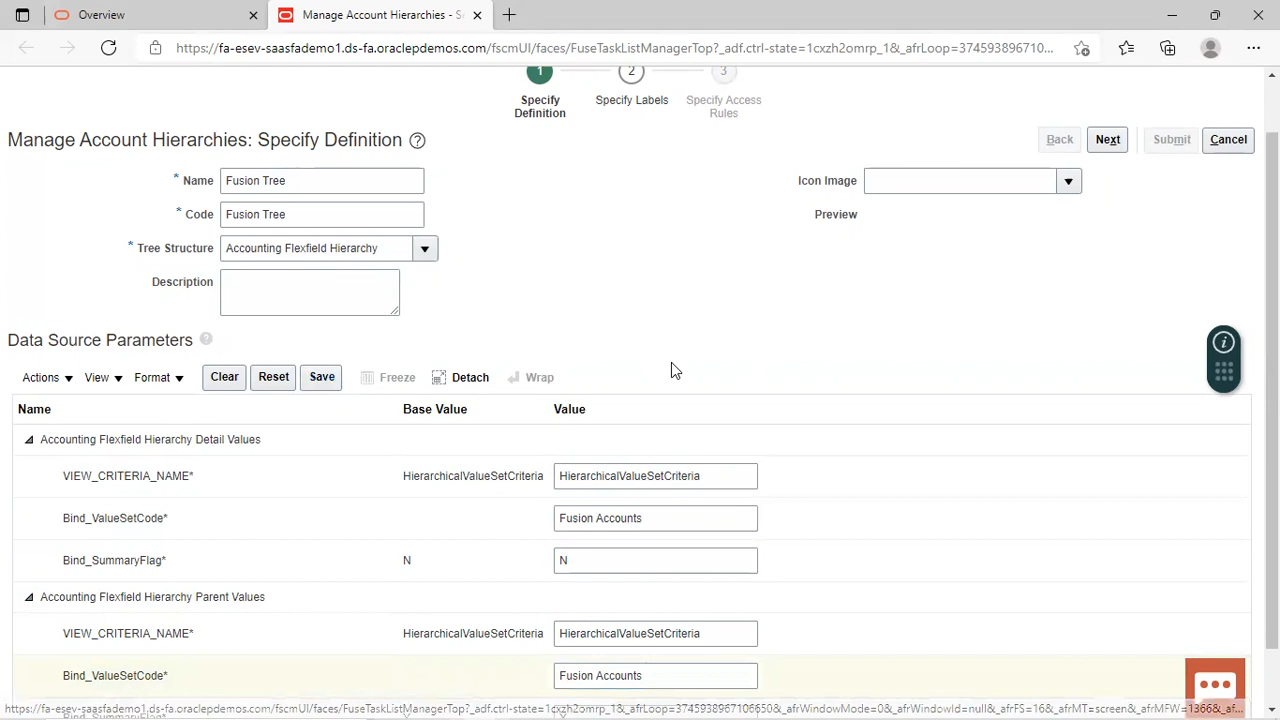 Overview
Manage Account Hierarchies - Se
https://fa-esev-saasfademo1.ds-fa.oraclepdemos.com/fscmUI/faces/FuseTaskListManagerTop?_adf.ctrl-state=1cxzh2omrp_1&_afrLoop=374593896710...
1
2
3
Specify Definition
Specify Labels
Specify Access Rules
Manage Account Hierarchies: Specify Definition
Back
Next
Submit
Cancel
* Name
Fusion Tree
Icon Image
* Code
Fusion Tree
Preview
* Tree Structure
Accounting Flexfield Hierarchy
Description
Data Source Parameters
Actions
View
Format
Clear
Reset
Save
Freeze
Detach
Wrap
Name
Base Value
Value
Accounting Flexfield Hierarchy Detail Values
VIEW_CRITERIA_NAME*
HierarchicalValueSetCriteria
HierarchicalValueSetCriteria
Bind_ValueSetCode*
Fusion Accounts
Bind_SummaryFlag*
N
N
Accounting Flexfield Hierarchy Parent Values
VIEW_CRITERIA_NAME*
HierarchicalValueSetCriteria
HierarchicalValueSetCriteria
Bind_ValueSetCode*
Fusion Accounts